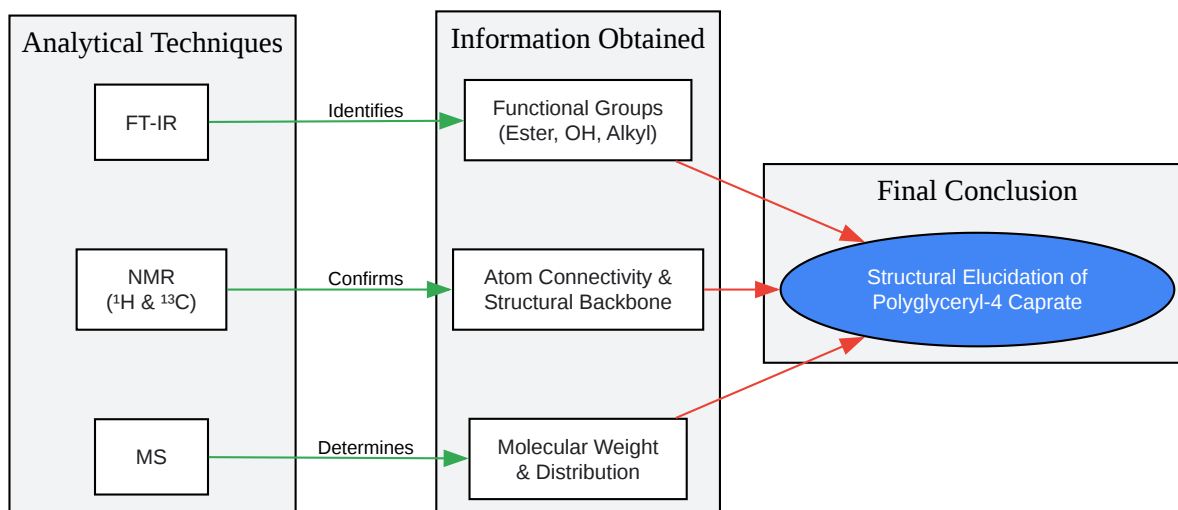 Analytical Techniques
FT-IR
NMR
(¹H & ¹³C)
MS
Identifies
Confirms
Determines
Information Obtained
Functional Groups
(Ester, OH, Alkyl)
Atom Connectivity &
Structural Backbone
Molecular Weight
& Distribution
Final Conclusion
Structural Elucidation of
Polyglyceryl-4 Caprate